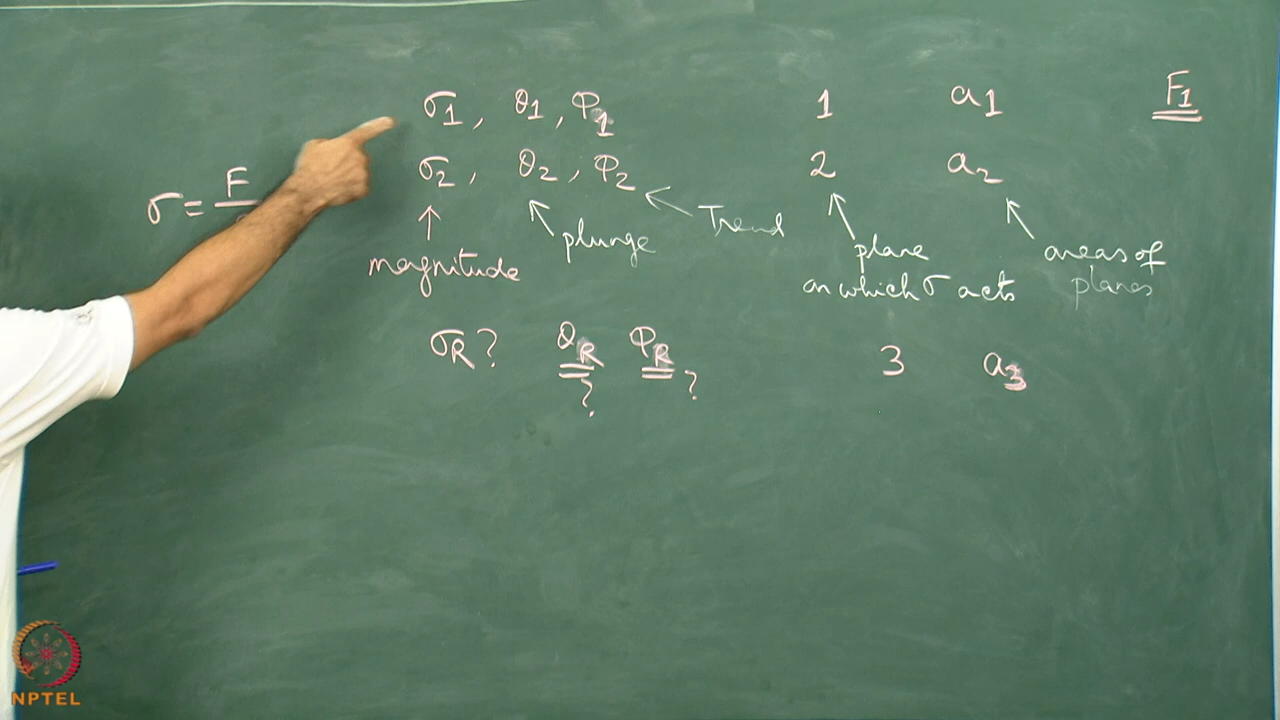 σ1, θ1, φ1 1 a1 F1
σ2, θ2, φ2 2 a2
σ = F
magnitude plunge Trend plane areas of
on which σ acts planes
σR? θR φR 3 a3
? ?
NPTEL